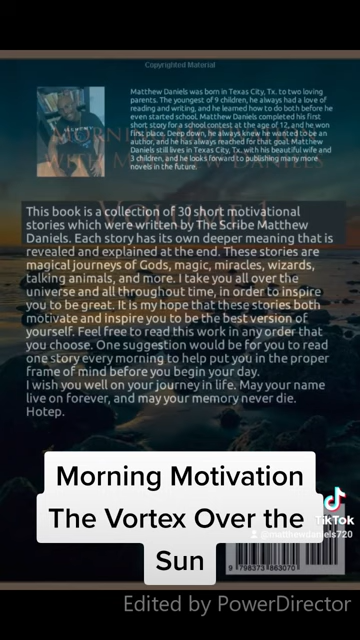 Copyrighted Material
Matthew Daniels was born in Texas City, Tx. to two loving
parents. The youngest of 9 children, he always had a love of
reading and writing, and he learned how to do both before he
even started school. Matthew Daniels completed his first
short story for a school contest at the age of 12, and he won
first place. Deep down, he always knew he wanted to be an
author, and he has always reached for that goal. Matthew
Daniels still lives in Texas City, Tx. with his beautiful wife and
3 children, and he looks forward to publishing many more
novels in the future.
This book is a collection of 30 short motivational
stories which were written by The Scribe Matthew
Daniels. Each story has its own deeper meaning that is
revealed and explained at the end. These stories are
magical journeys of Gods, magic, miracles, wizards,
talking animals, and more. I take you all over the
universe and all throughout time, in order to inspire
you to be great. It is my hope that these stories both
motivate and inspire you to be the best version of
yourself. Feel free to read this work in any order that
you choose. One suggestion would be for you to read
one story every morning to help put you in the proper
frame of mind before you begin your day.
I wish you well on your journey in life. May your name
live on forever, and may your memory never die.
Hotep.
Morning Motivation
The Vortex Over the
Sun
TikTok
@matthewdaniels720
9 798373 863070
Edited by PowerDirector